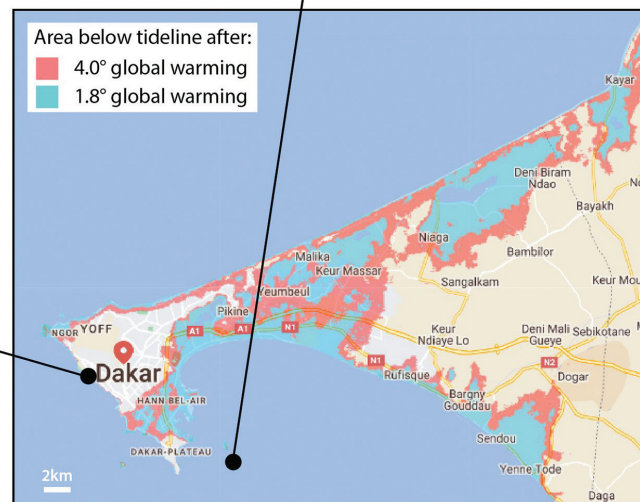 Area below tideline after:
4.0° global warming
1.8° global warming
Kayar
Deni Biram
Ndao
Bayakh
Niaga
Bambilor
Malika
Keur Massar
Sangalkam
Keur Mou
Yeumbeul
Pikine
NGOR
YOFF
A1
A1
N1
Keur
Ndiaye Lo
Deni Mali
Gueye
Sebikotane
N1
N2
Dakar
Rufisque
Dogar
Bargny
Gouddau
HANN BEL-AIR
Sendou
DAKAR-PLATEAU
Yenne Tode
2km
Daga